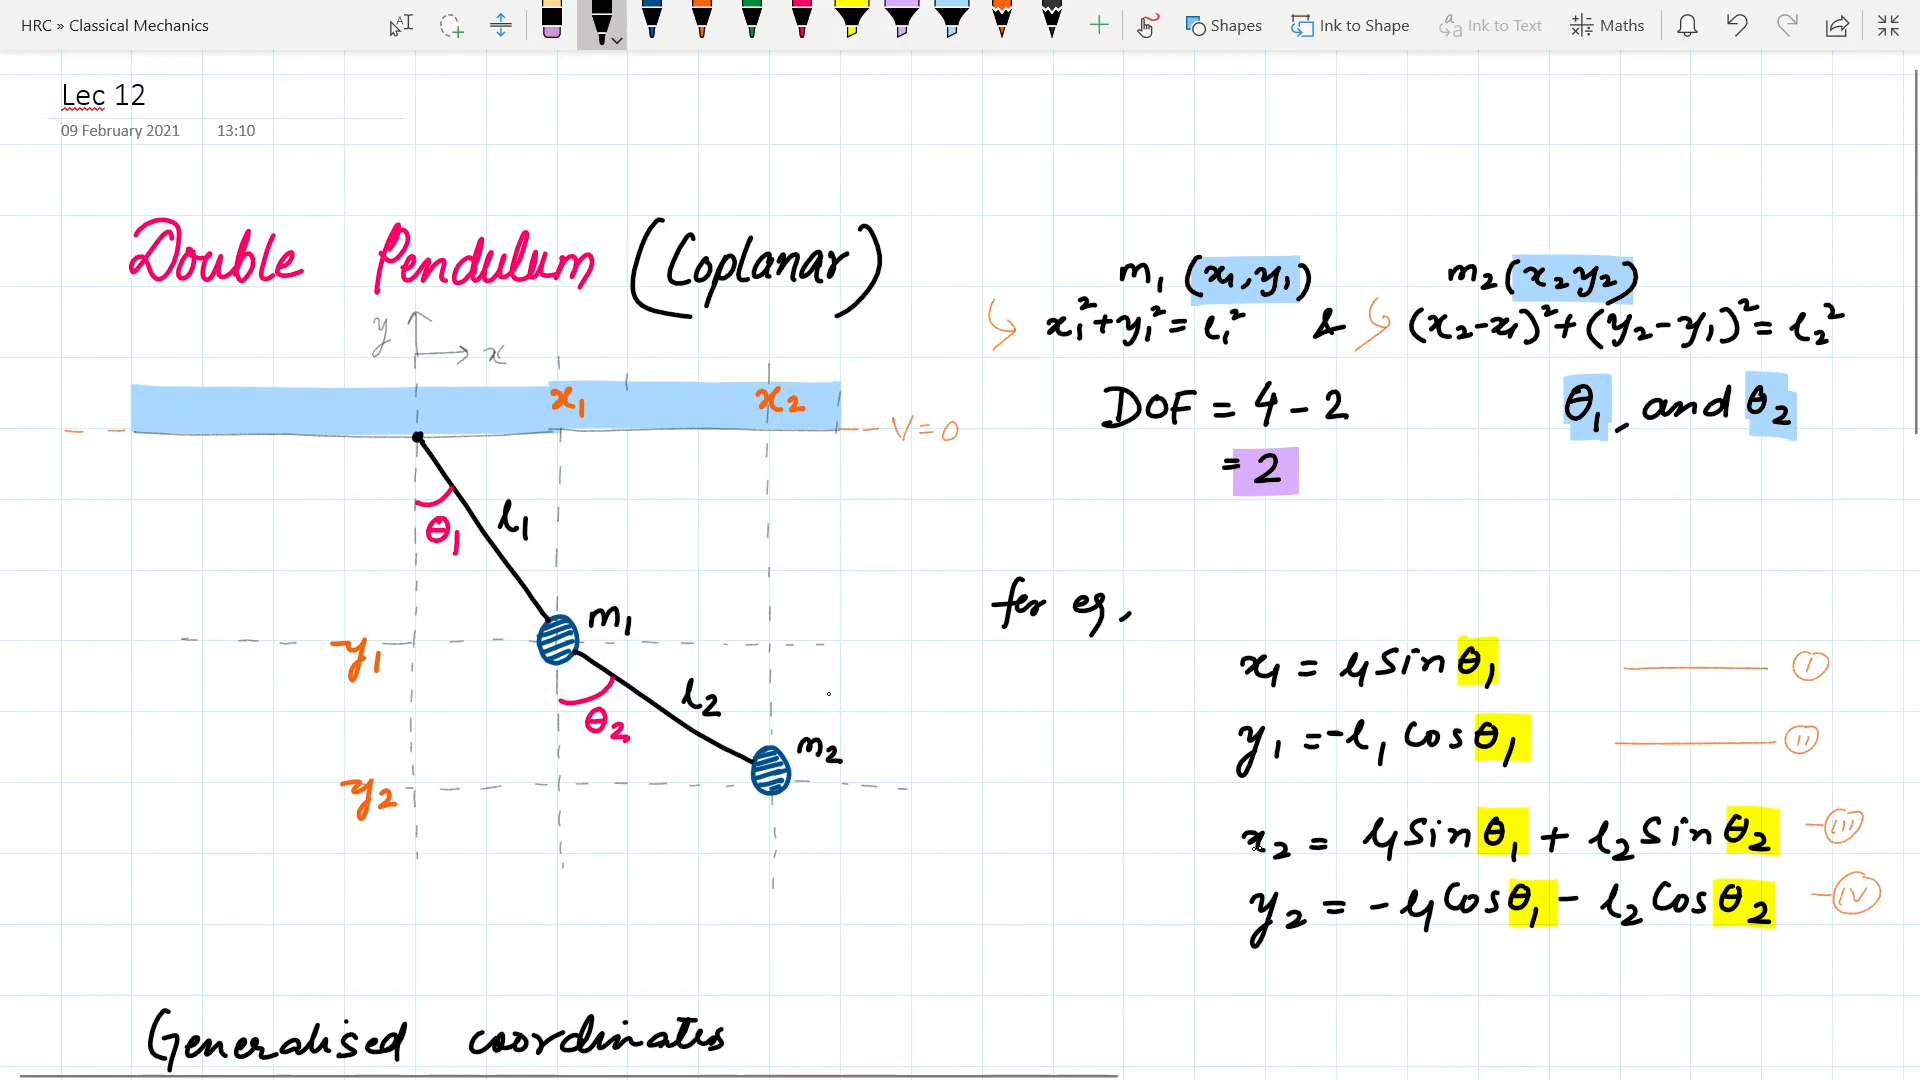 HRC » Classical Mechanics
Shapes
Ink to Shape
Ink to Text
Maths
Lec 12
09 February 2021 13:10
Double Pendulum (Coplanar)
y
x
x₁ x₂
V=0
θ₁
l₁
m₁
-y₁
l₂
θ₂
m₂
-y₂
m₁ (x₁,y₁) m₂ (x₂ y₂)
x₁²+y₁² = l₁² & (x₂-x₁)²+(y₂-y₁)² = l₂²
DOF = 4 - 2 θ₁, and θ₂
= 2
for eg,
x₁ = l₁ Sin θ₁ (I)
y₁ = -l₁ Cos θ₁ (II)
x₂ = l₁ Sin θ₁ + l₂ Sin θ₂ -(III)
y₂ = -l₁ Cos θ₁ - l₂ Cos θ₂ -(IV)
Generalised coordinates